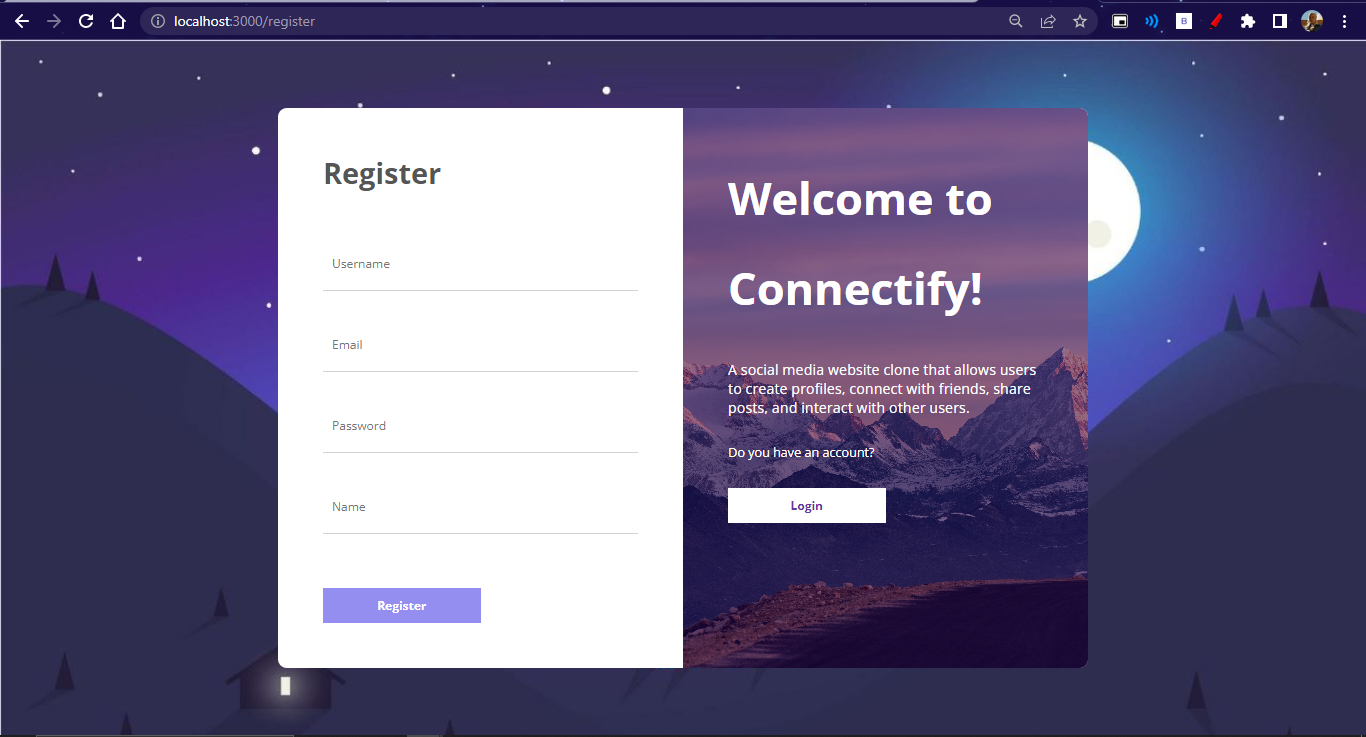 localhost:3000/register
B
Register
Username
Email
Password
Name
Register
Welcome to
Connectify!
A social media website clone that allows users
to create profiles, connect with friends, share
posts, and interact with other users.
Do you have an account?
Login